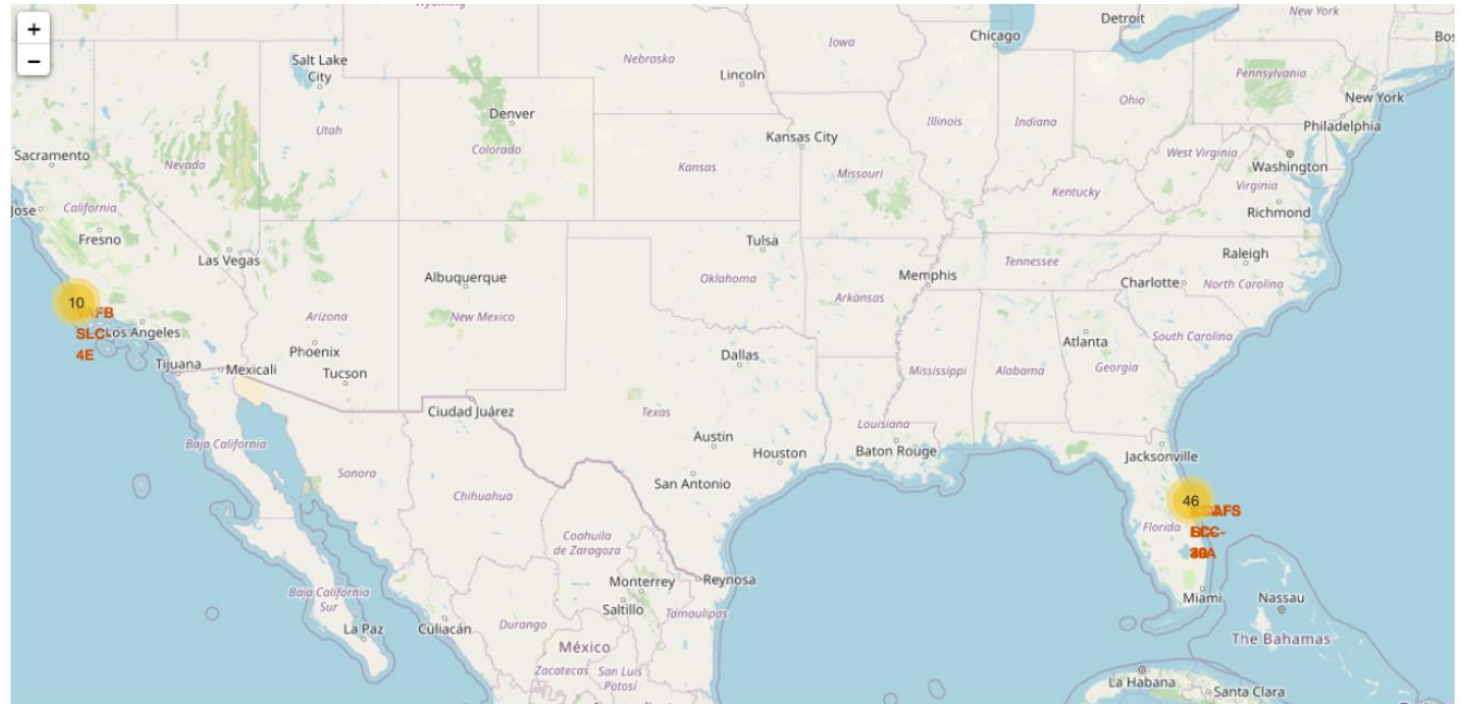 Wyoming
New York
Detroit
Chicago
Bos
+
−
Iowa
Salt Lake
City
Nebraska
Lincoln
Pennsylvania
New York
Ohio
Denver
Illinois
Indiana
Philadelphia
Utah
Kansas City
Colorado
Sacramento
Nevada
Kansas
Missouri
West Virginia
Washington
Kentucky
Virginia
Jose
California
Richmond
Fresno
Tulsa
Las Vegas
Raleigh
Albuquerque
Oklahoma
Memphis
Tennessee
Charlotte
North Carolina
10
Arkansas
VAFB
SLC-
4E
Los Angeles
Arizona
New Mexico
South Carolina
Atlanta
Phoenix
Dallas
Tijuana
Mexicali
Tucson
Mississippi
Alabama
Georgia
Ciudad Juárez
Texas
Louisiana
Austin
Baja California
Houston
Baton Rouge
Jacksonville
Sonora
San Antonio
Chihuahua
46
Florida
Coahuila
de Zaragoza
Monterrey
Reynosa
Baja California
Sur
Saltillo
Tamaulipas
Miami
Nassau
La Paz
Culiacán
Durango
The Bahamas
México
Zacatecas
San Luis
Potosí
La Habana
Santa Clara